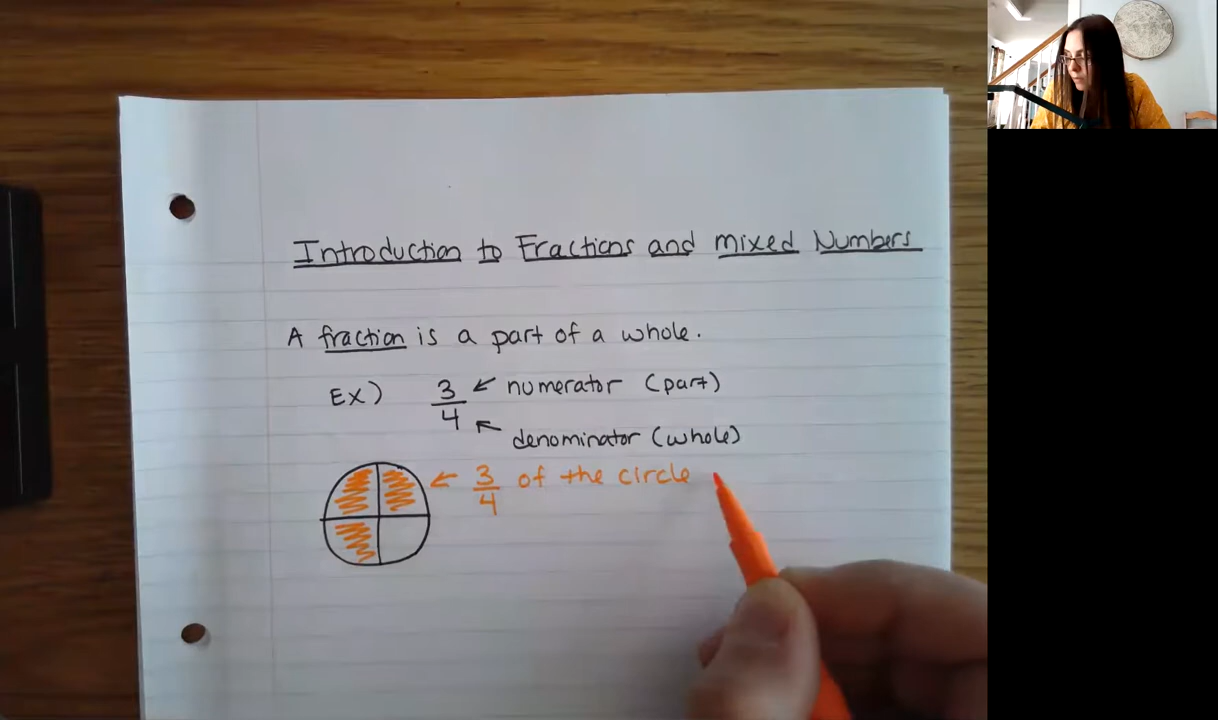 Introduction to Fractions and mixed Numbers
A fraction is a part of a whole.
Ex) 3/4 ← numerator (part)
← denominator (whole)
← 3/4 of the circle